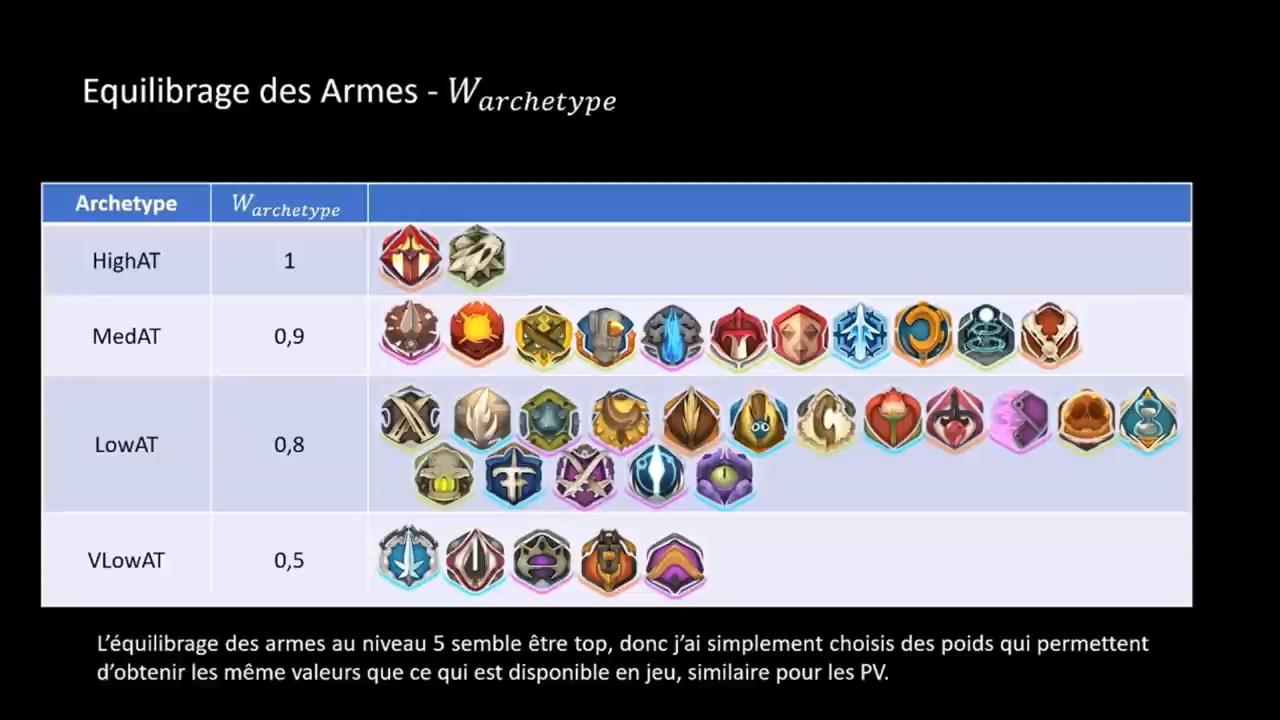 Equilibrage des Armes - W_archetype
Archetype W_archetype
HighAT 1
MedAT 0,9
LowAT 0,8
VLowAT 0,5
L'équilibrage des armes au niveau 5 semble être top, donc j'ai simplement choisis des poids qui permettent
d'obtenir les même valeurs que ce qui est disponible en jeu, similaire pour les PV.